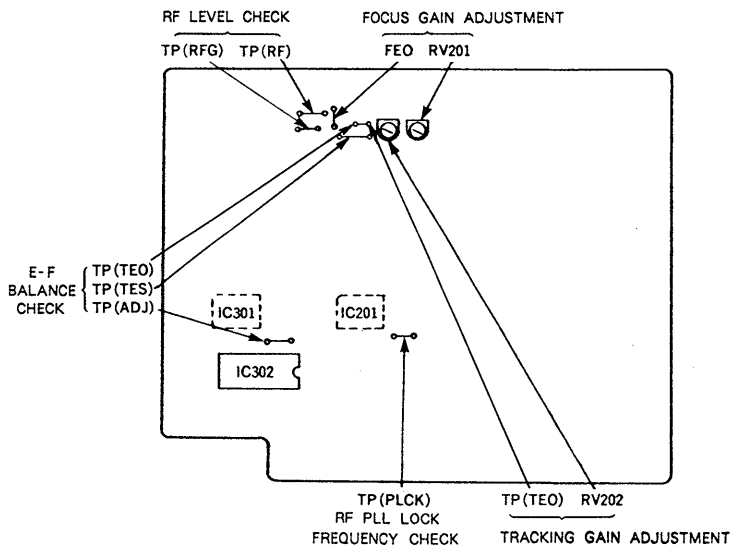 RF LEVEL CHECK
TP(RFG) TP(RF)
FOCUS GAIN ADJUSTMENT
FEO RV201
E-F
BALANCE
CHECK
TP(TEO)
TP(TES)
TP(ADJ)
IC301
IC201
IC302
TP(PLCK)
RF PLL LOCK
FREQUENCY CHECK
TP(TEO) RV202
TRACKING GAIN ADJUSTMENT